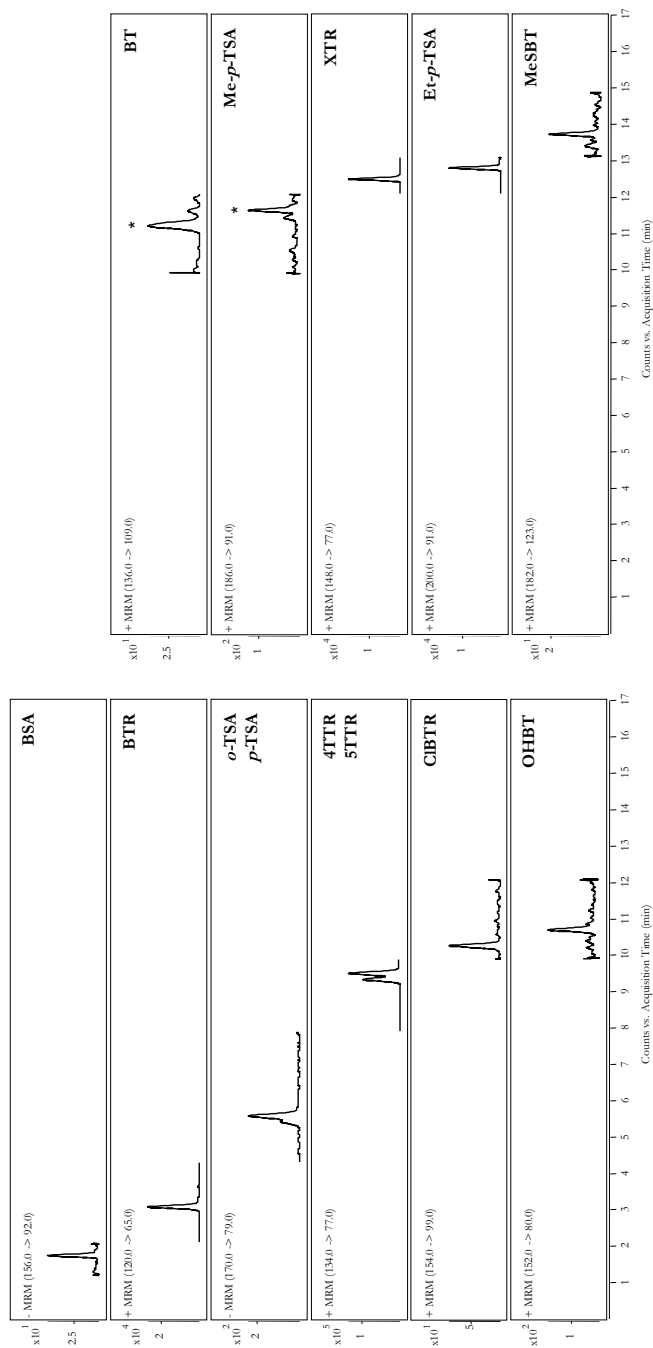 x10 1 - MRM (156.0 -> 92.0)
BSA
2.5
x10 4 + MRM (120.0 -> 65.0)
BTR
2
x10 2 - MRM (170.0 -> 79.0)
o-TSA
p-TSA
2
x10 5 + MRM (134.0 -> 77.0)
4TTR
5TTR
1
x10 1 + MRM (154.0 -> 99.0)
ClBTR
5
x10 2 + MRM (152.0 -> 80.0)
OHBT
1
1 2 3 4 5 6 7 8 9 10 11 12 13 14 15 16 17
Counts vs. Acquisition Time (min)
x10 1 + MRM (136.0 -> 109.0)
*
BT
2.5
x10 2 + MRM (186.0 -> 91.0)
*
Me-p-TSA
1
x10 4 + MRM (148.0 -> 77.0)
XTR
1
x10 4 + MRM (200.0 -> 91.0)
Et-p-TSA
1
x10 1 + MRM (182.0 -> 123.0)
MeSBT
2
1 2 3 4 5 6 7 8 9 10 11 12 13 14 15 16 17
Counts vs. Acquisition Time (min)